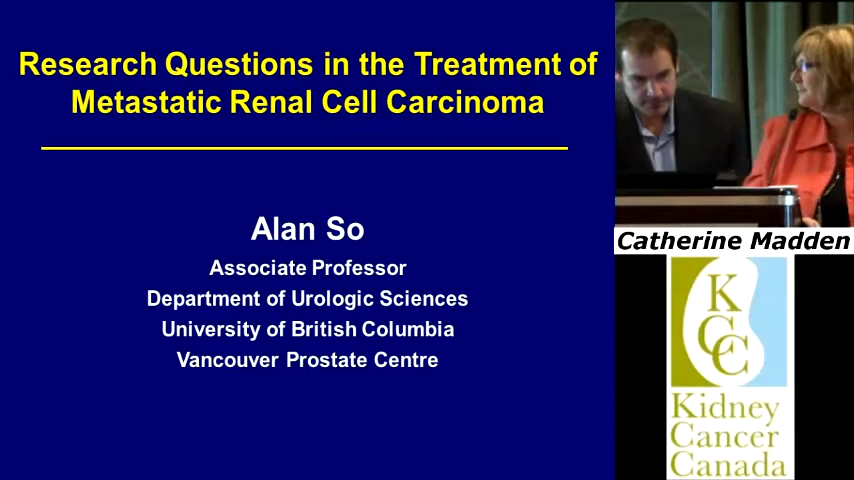 Research Questions in the Treatment of
Metastatic Renal Cell Carcinoma
Alan So
Associate Professor
Department of Urologic Sciences
University of British Columbia
Vancouver Prostate Centre
Catherine Madden
K
C
C
Kidney
Cancer
Canada